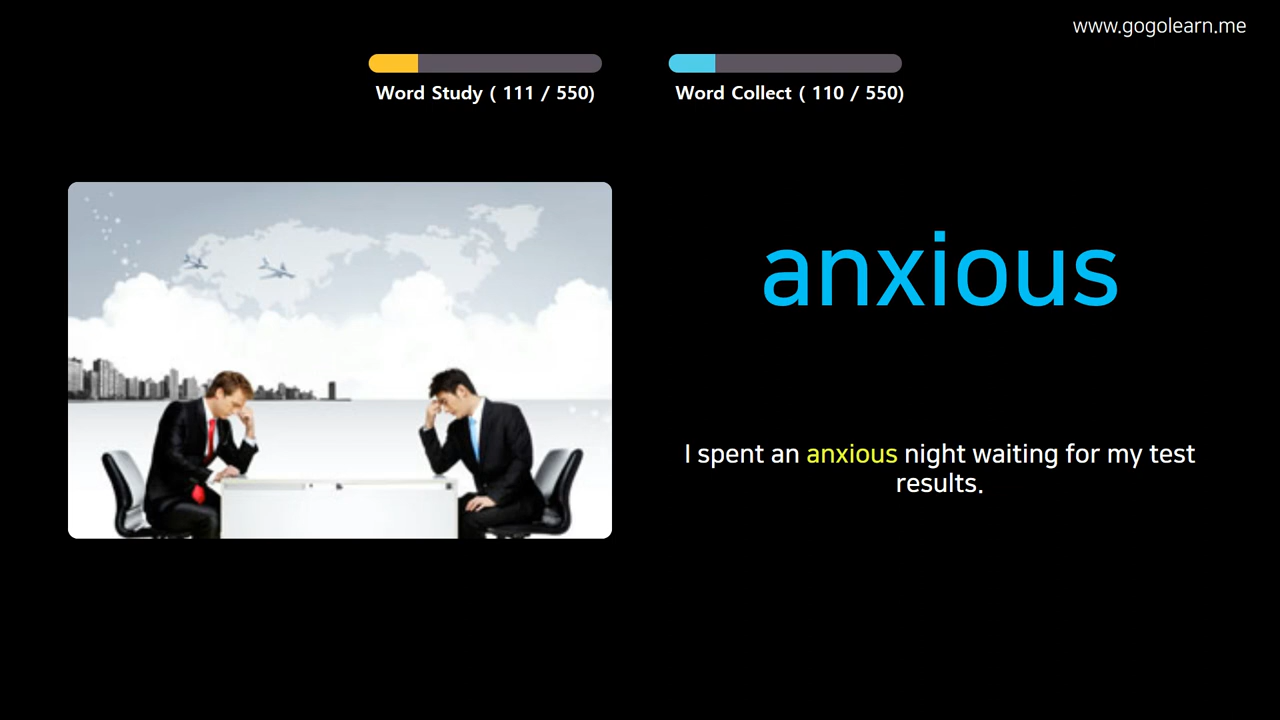 www.gogolearn.me
Word Study ( 111 / 550)
Word Collect ( 110 / 550)
anxious
I spent an anxious night waiting for my test
results.